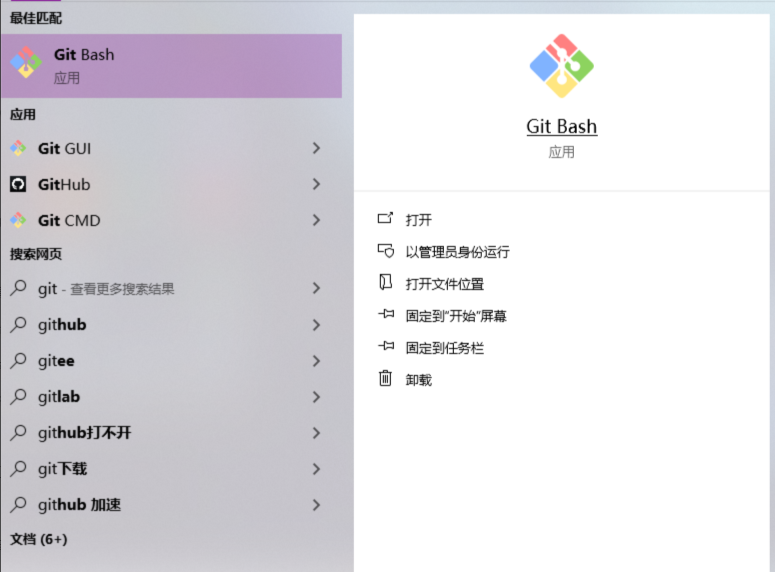 最佳匹配
Git Bash
应用
应用
Git GUI
GitHub
Git CMD
搜索网页
git - 查看更多搜索结果
github
gitee
gitlab
github打不开
git下载
github 加速
文档 (6+)
Git Bash
应用
打开
以管理员身份运行
打开文件位置
固定到"开始"屏幕
固定到任务栏
卸载